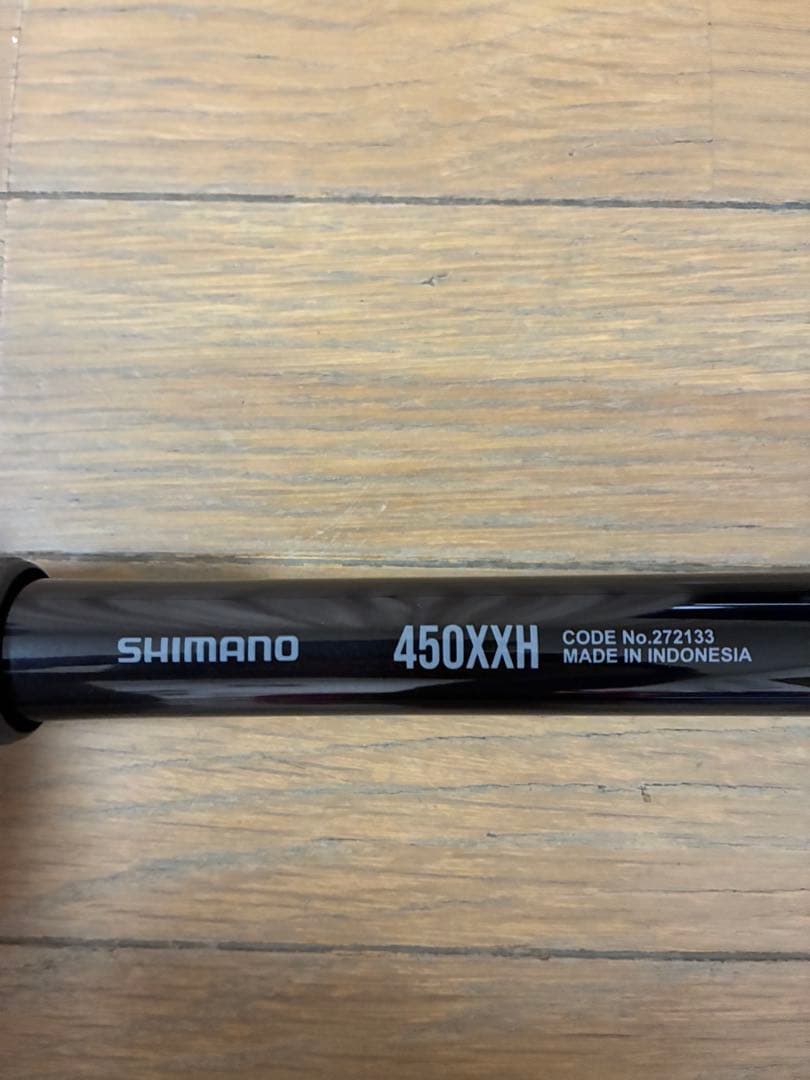 SHIMANO 450XXH CODE No.272133
MADE IN INDONESIA